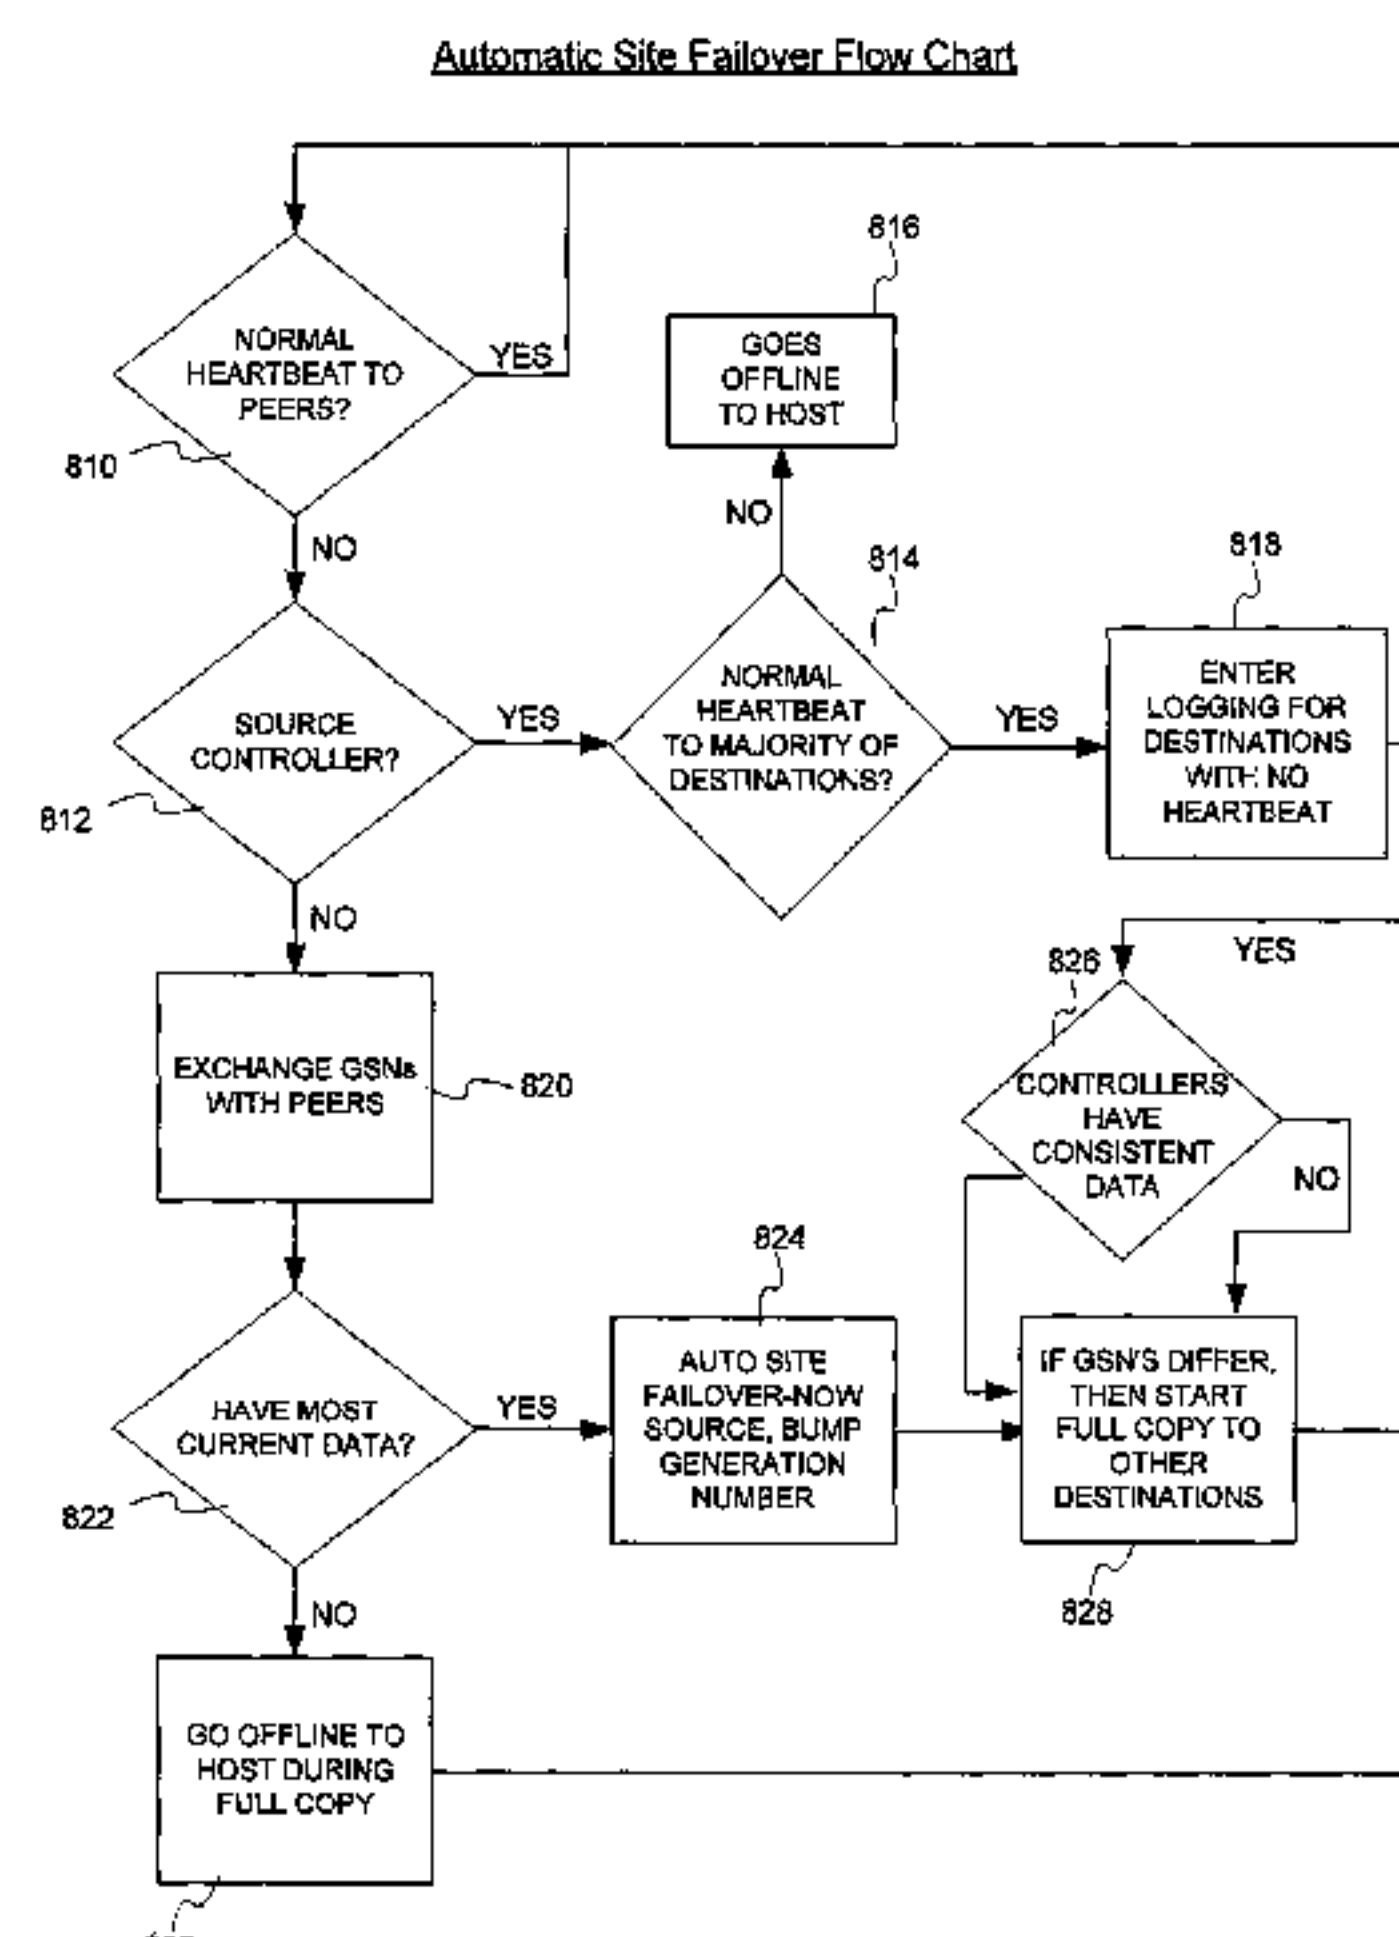 Automatic Site Failover Flow Chart
816
NORMAL
HEARTBEAT TO
PEERS?
YES
GOES
OFFLINE
TO HOST
810
NO
NO
814
818
SOURCE
CONTROLLER?
YES
NORMAL
HEARTBEAT
TO MAJORITY OF
DESTINATIONS?
YES
ENTER
LOGGING FOR
DESTINATIONS
WITH NO
HEARTBEAT
812
NO
826
YES
EXCHANGE GSNs
WITH PEERS
820
CONTROLLERS
HAVE
CONSISTENT
DATA
NO
824
HAVE MOST
CURRENT DATA?
YES
AUTO SITE
FAILOVER-NOW
SOURCE, BUMP
GENERATION
NUMBER
IF GSN'S DIFFER,
THEN START
FULL COPY TO
OTHER
DESTINATIONS
822
828
NO
GO OFFLINE TO
HOST DURING
FULL COPY